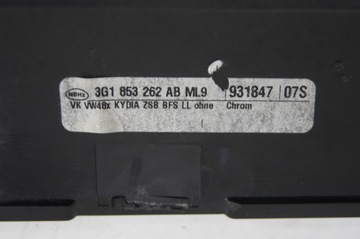 3G1 853 262 AB ML9 931847 07S
VK VW48x KYDIA ZSB BFS LL ohne Chrom